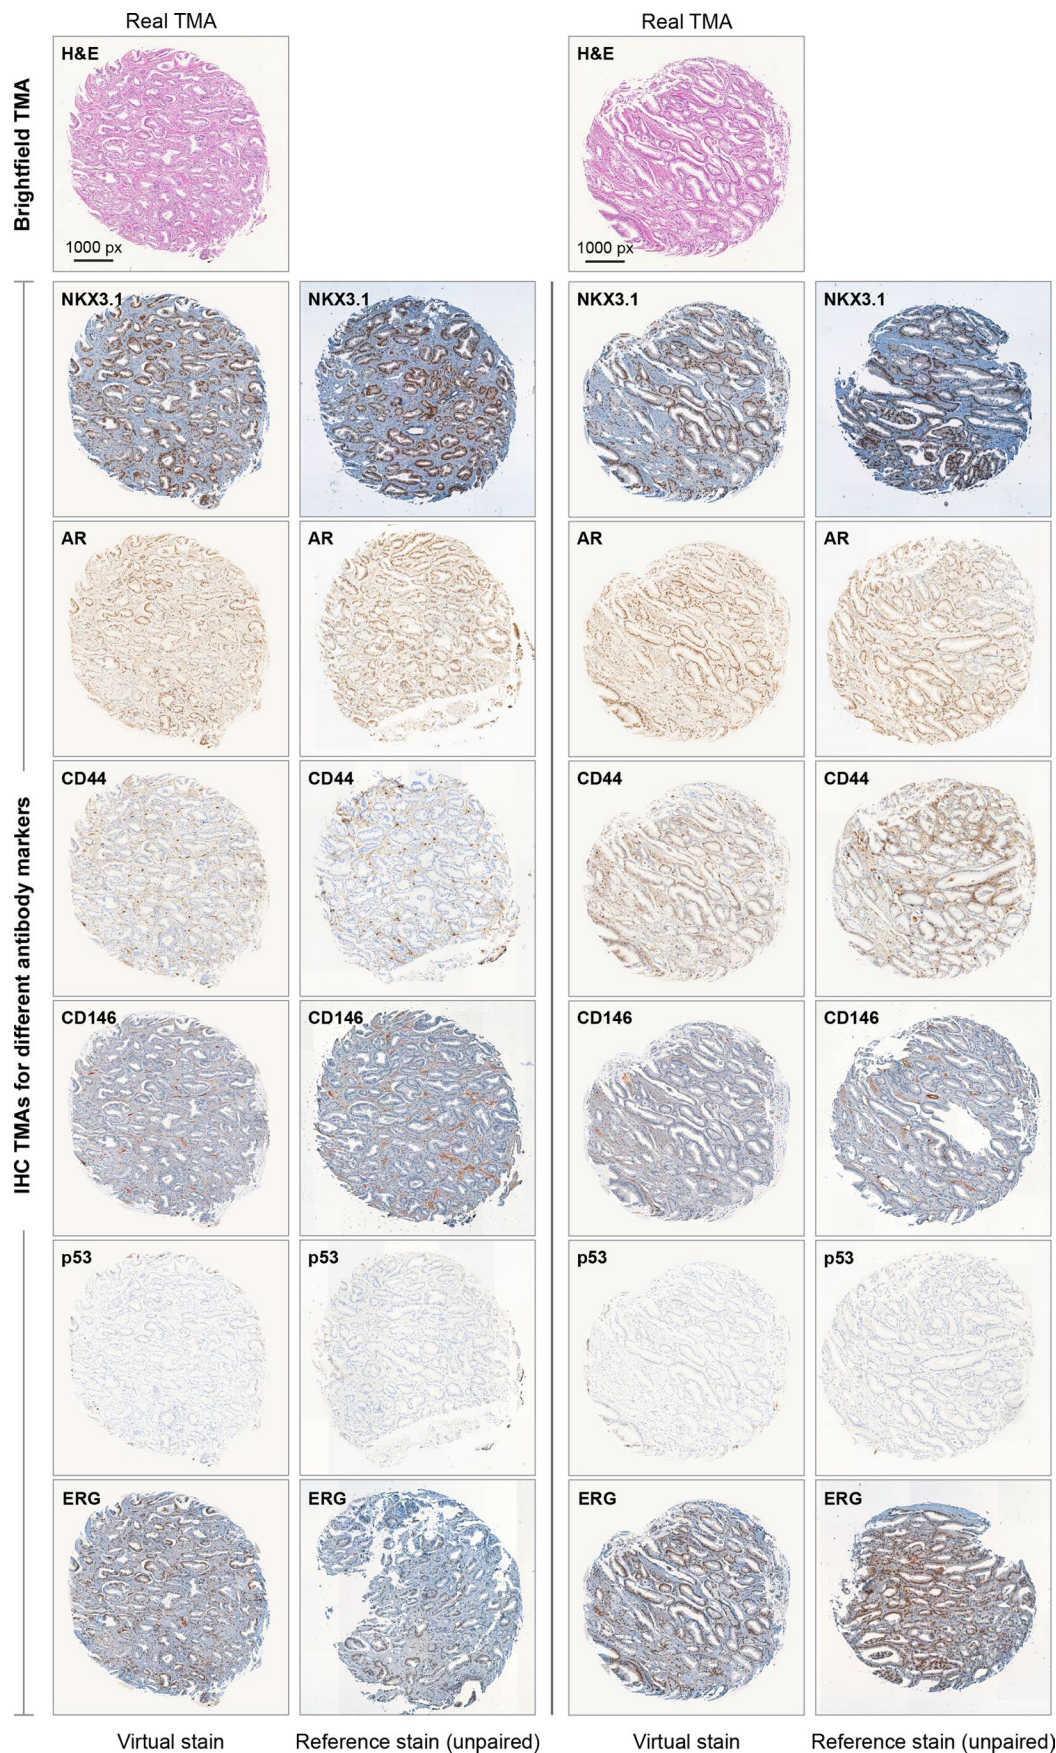 Real TMA Real TMA
Brightfield TMA
H&E H&E
1000 px 1000 px
IHC TMAs for different antibody markers
NKX3.1 NKX3.1 NKX3.1 NKX3.1
AR AR AR AR
CD44 CD44 CD44 CD44
CD146 CD146 CD146 CD146
p53 p53 p53 p53
ERG ERG ERG ERG
Virtual stain Reference stain (unpaired) Virtual stain Reference stain (unpaired)